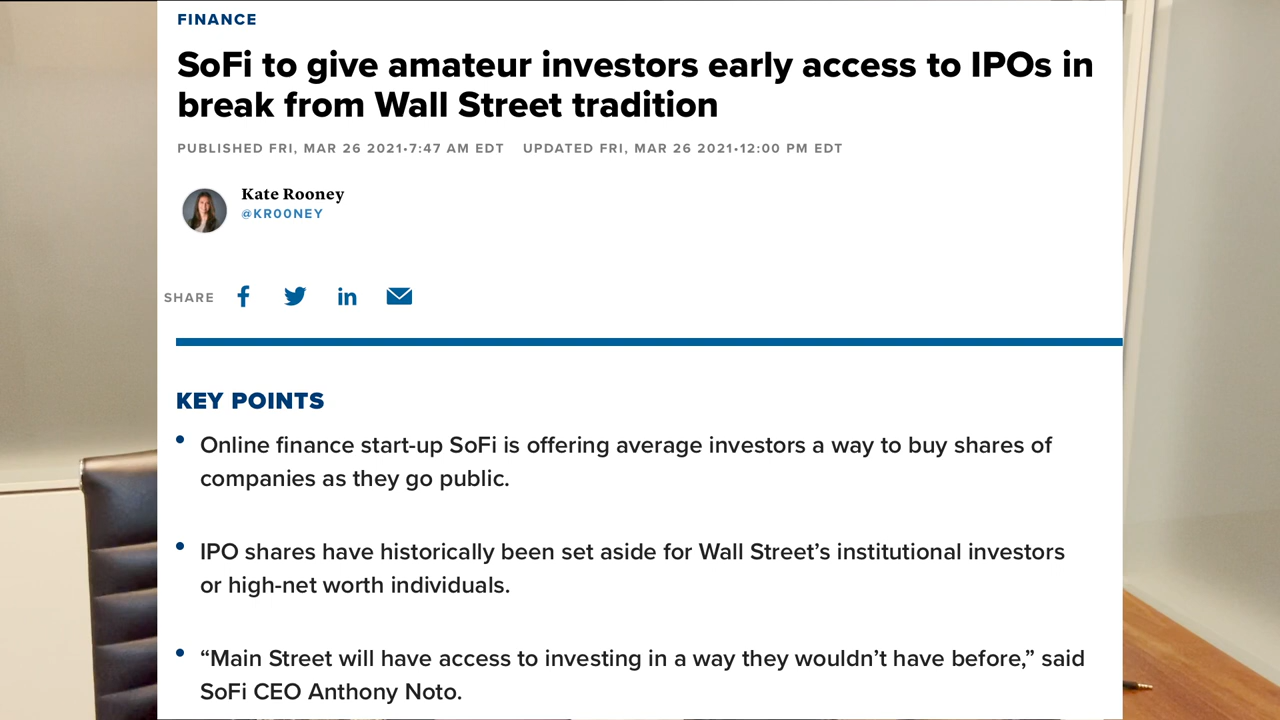 FINANCE
SoFi to give amateur investors early access to IPOs in
break from Wall Street tradition
PUBLISHED FRI, MAR 26 2021•7:47 AM EDT UPDATED FRI, MAR 26 2021•12:00 PM EDT
Kate Rooney
@KR00NEY
SHARE
KEY POINTS
• Online finance start-up SoFi is offering average investors a way to buy shares of
companies as they go public.
• IPO shares have historically been set aside for Wall Street’s institutional investors
or high-net worth individuals.
• “Main Street will have access to investing in a way they wouldn’t have before,” said
SoFi CEO Anthony Noto.